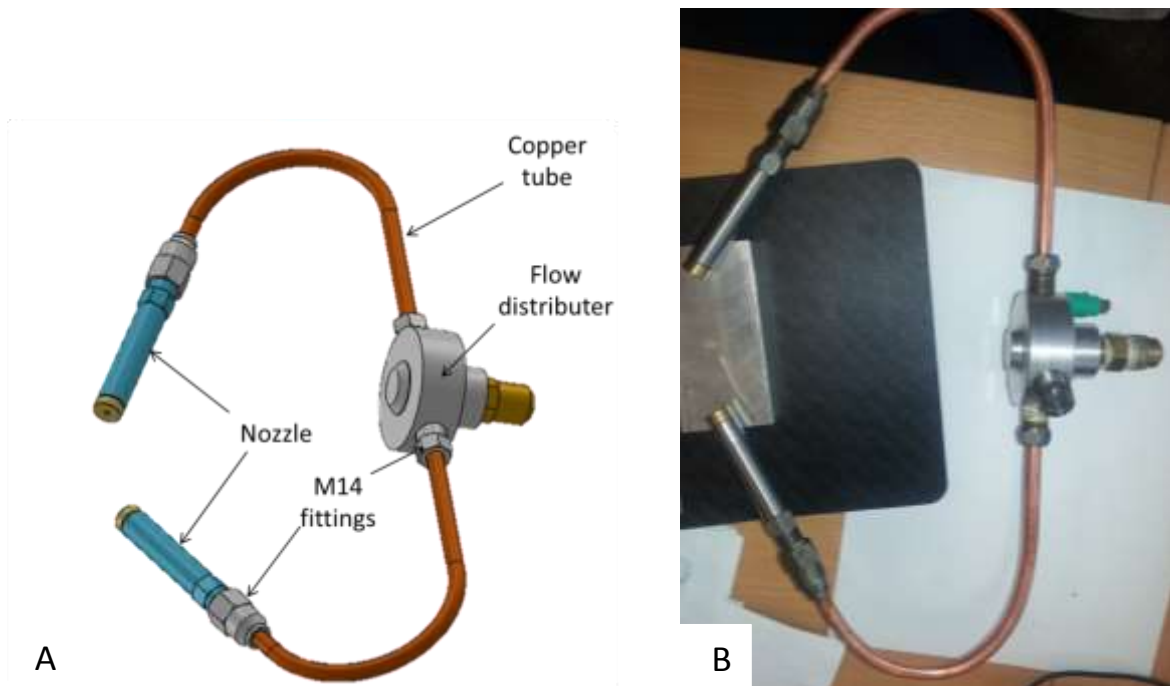 Copper
tube
Flow
distributer
Nozzle
M14
fittings
A
B